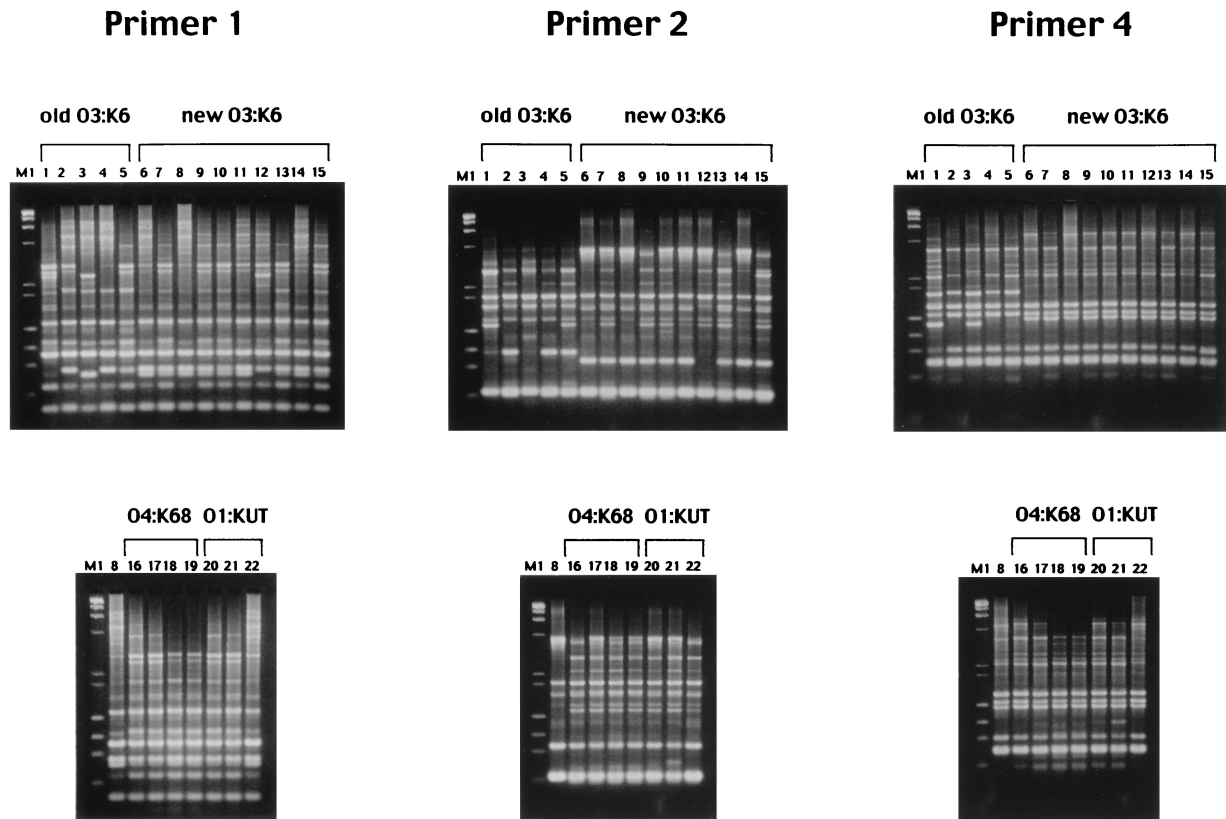 Primer 1 Primer 2 Primer 4
old O3:K6 new O3:K6 old O3:K6 new O3:K6 old O3:K6 new O3:K6
M1 1 2 3 4 5 6 7 8 9 10 11 12 13 14 15 M1 1 2 3 4 5 6 7 8 9 10 11 12 13 14 15 M1 1 2 3 4 5 6 7 8 9 10 11 12 13 14 15
O4:K68 O1:KUT O4:K68 O1:KUT O4:K68 O1:KUT
M1 8 16 17 18 19 20 21 22 M1 8 16 17 18 19 20 21 22 M1 8 16 17 18 19 20 21 22